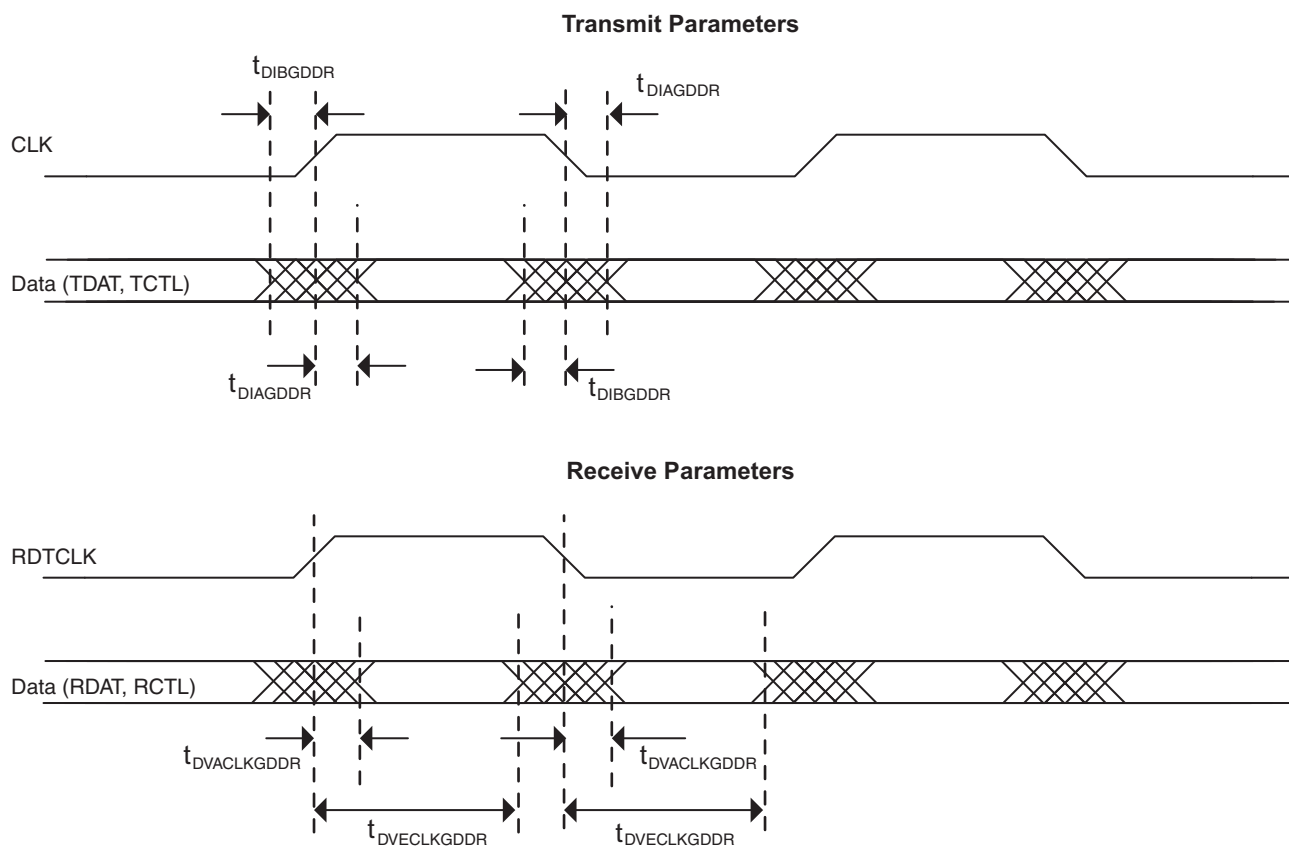 Transmit Parameters
tDIBGDDR
tDIAGDDR
CLK
Data (TDAT, TCTL)
tDIAGDDR
tDIBGDDR
Receive Parameters
RDTCLK
Data (RDAT, RCTL)
tDVACLKGDDR
tDVACLKGDDR
tDVECLKGDDR
tDVECLKGDDR